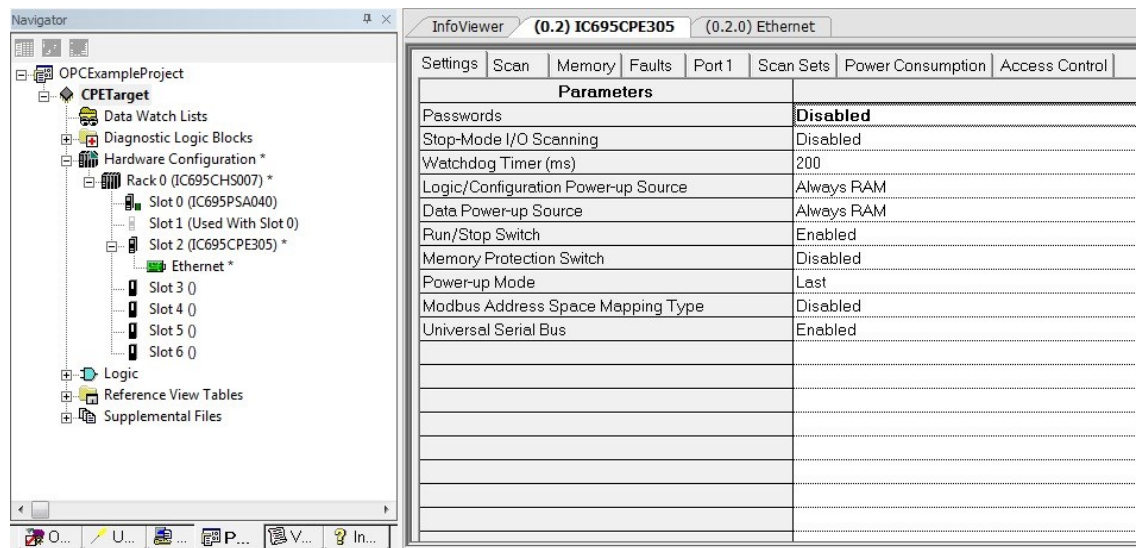 Navigator
OPCExampleProject
CPETarget
Data Watch Lists
Diagnostic Logic Blocks
Hardware Configuration *
Rack 0 (IC695CHS007) *
Slot 0 (IC695PSA040)
Slot 1 (Used With Slot 0)
Slot 2 (IC695CPE305) *
Ethernet *
Slot 3 ()
Slot 4 ()
Slot 5 ()
Slot 6 ()
Logic
Reference View Tables
Supplemental Files
O... U... ... P... V... In...
InfoViewer (0.2) IC695CPE305 (0.2.0) Ethernet
Settings Scan Memory Faults Port 1 Scan Sets Power Consumption Access Control
Parameters
Passwords Disabled
Stop-Mode I/O Scanning Disabled
Watchdog Timer (ms) 200
Logic/Configuration Power-up Source Always RAM
Data Power-up Source Always RAM
Run/Stop Switch Enabled
Memory Protection Switch Disabled
Power-up Mode Last
Modbus Address Space Mapping Type Disabled
Universal Serial Bus Enabled